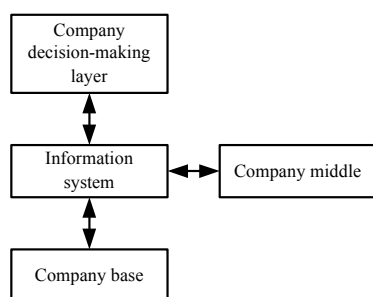 Company
decision-making
layer
Information
system
Company middle
Company base